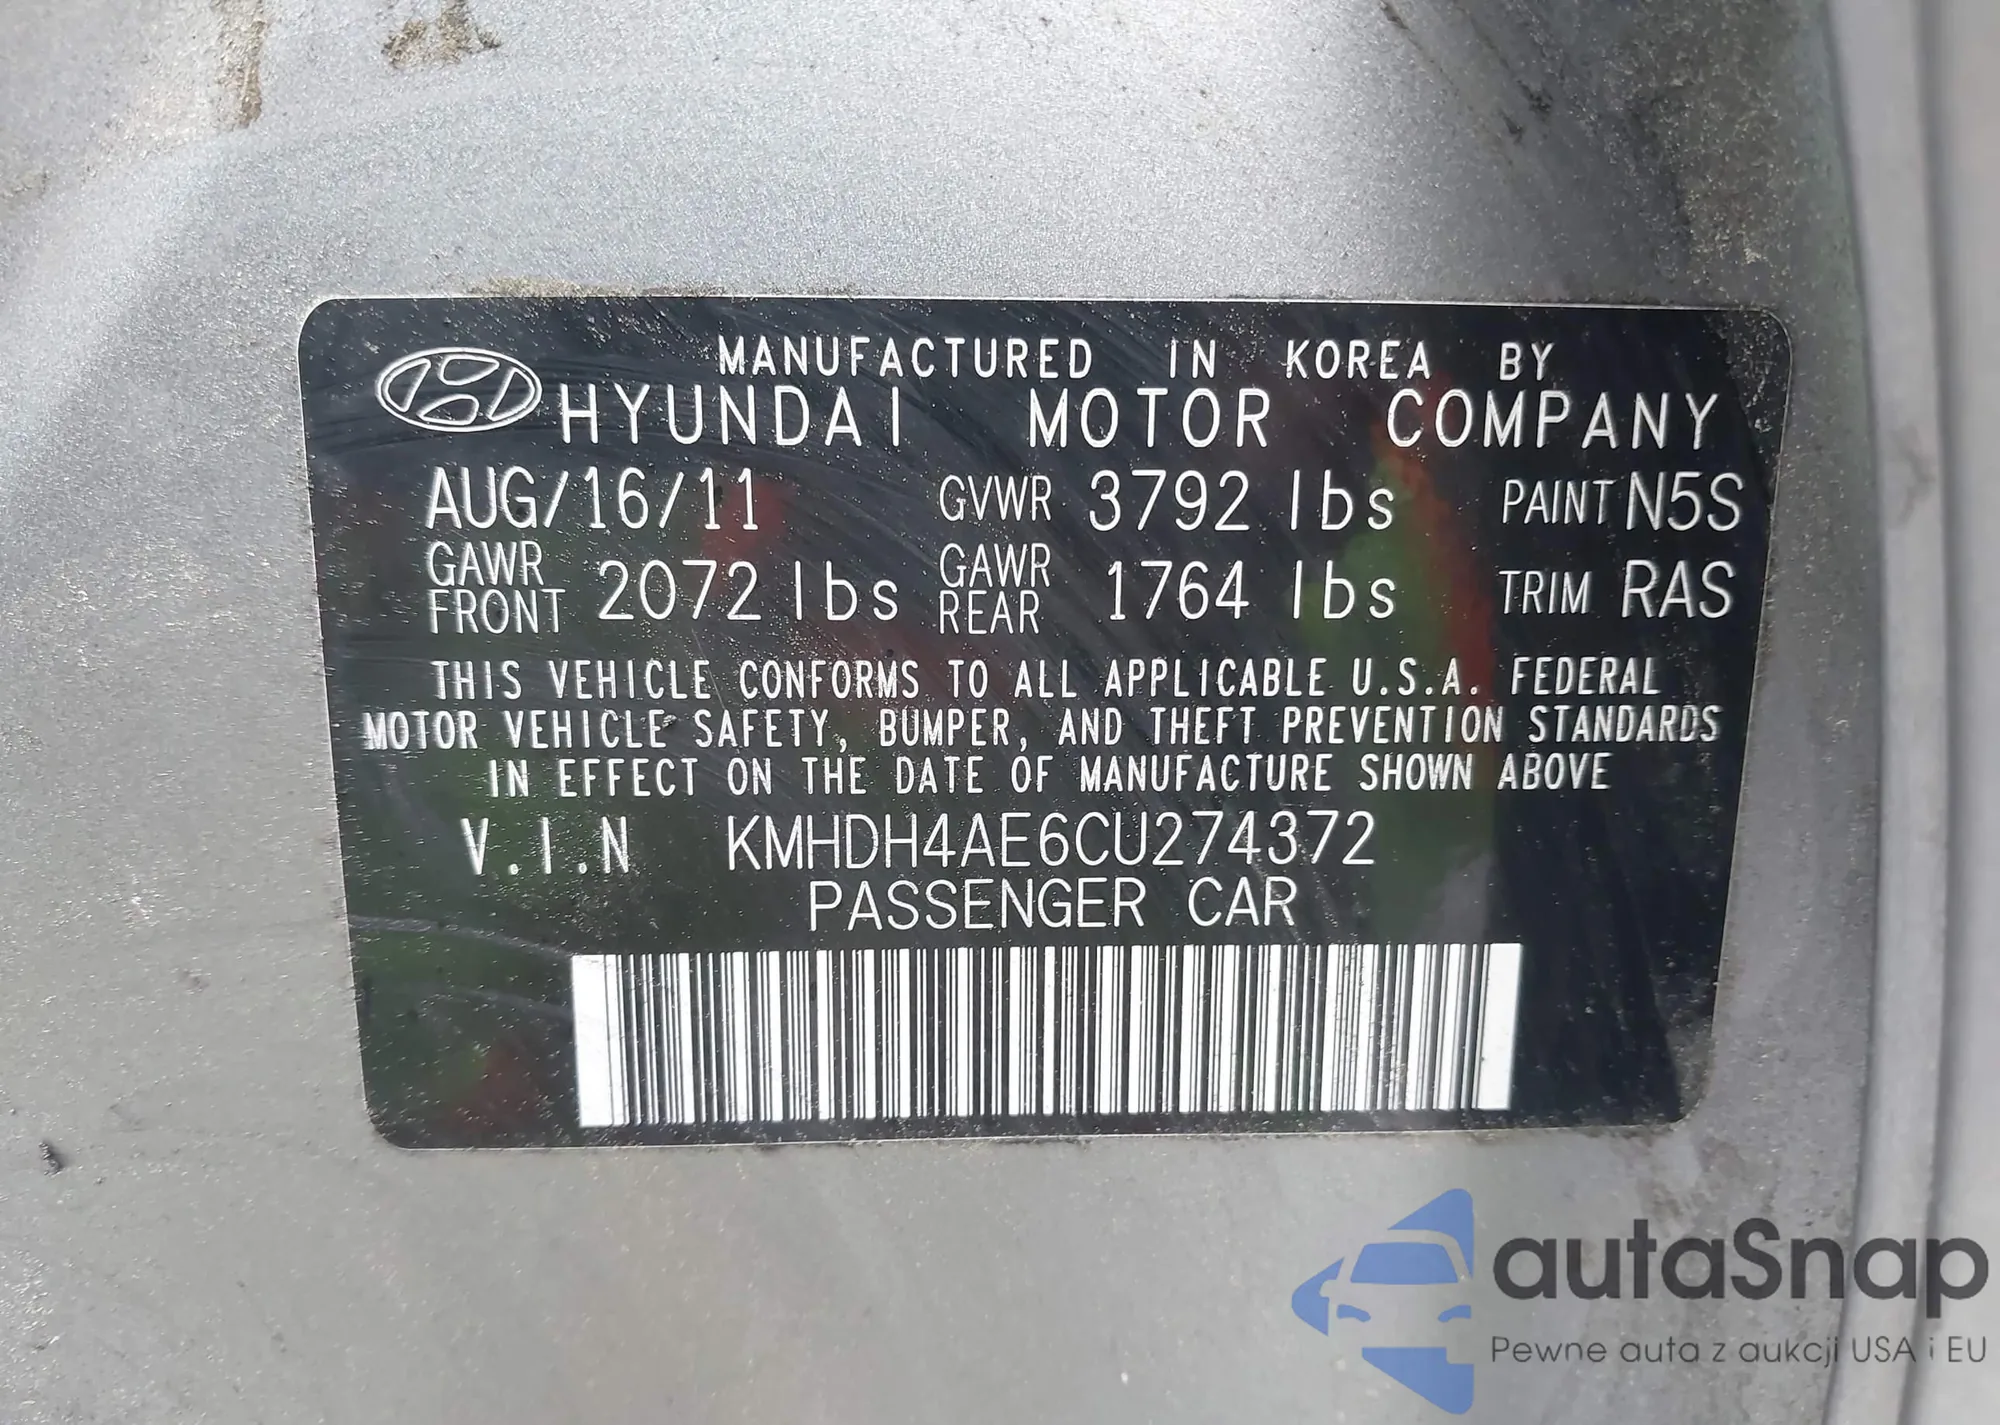 MANUFACTURED IN KOREA BY
HYUNDAI MOTOR COMPANY
AUG/16/11 GVWR 3792 lbs PAINT N5S
GAWR FRONT 2072 lbs GAWR REAR 1764 lbs TRIM RAS
THIS VEHICLE CONFORMS TO ALL APPLICABLE U.S.A. FEDERAL
MOTOR VEHICLE SAFETY, BUMPER, AND THEFT PREVENTION STANDARDS
IN EFFECT ON THE DATE OF MANUFACTURE SHOWN ABOVE
V.I.N KMHDH4AE6CU274372
PASSENGER CAR
autaSnap
Pewne auta z aukcji USA i EU